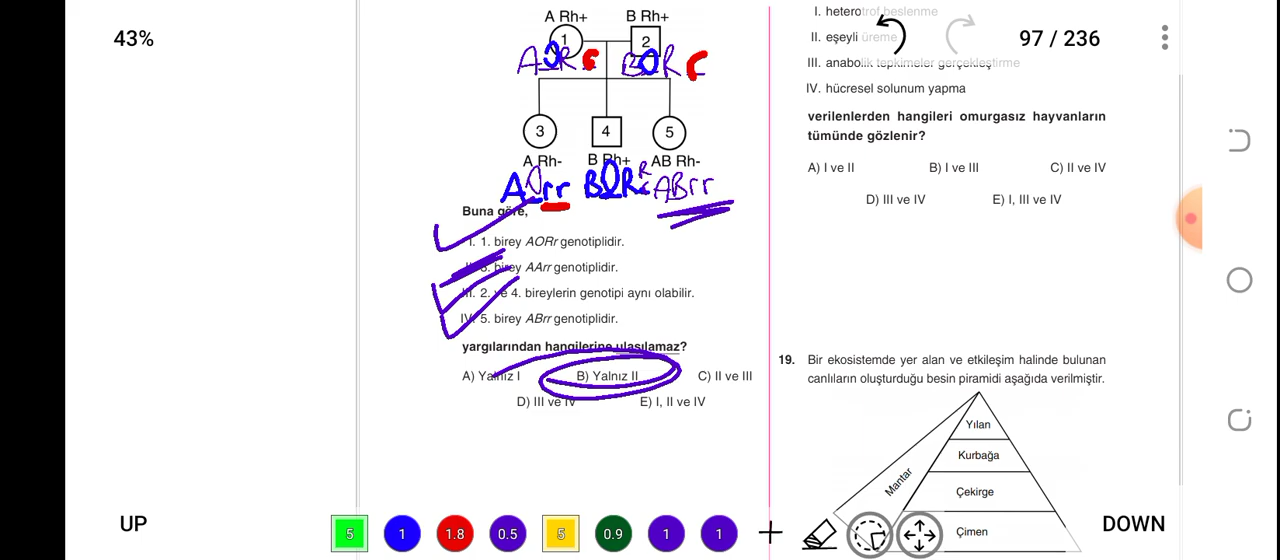 43%
A Rh+ B Rh+
1 2
AOR r BOR r
3 4 5
A Rh- B Rh+ AB Rh-
AOrr BOR ABrr
Buna göre,
I. 1. birey AORr genotiplidir.
birey AArr genotiplidir.
III. 2. ve 4. bireylerin genotipi aynı olabilir.
IV. 5. birey ABrr genotiplidir.
yargılarından hangilerine ulaşılamaz?
A) Yalnız I B) Yalnız II C) II ve III
D) III ve IV E) I, II ve IV
97 / 236
I. heterotrof beslenme
II. eşeyli üreme
III. anabolik tepkimeler gerçekleştirme
IV. hücresel solunum yapma
verilenlerden hangileri omurgasız hayvanların
tümünde gözlenir?
A) I ve II B) I ve III C) II ve IV
D) III ve IV E) I, III ve IV
19. Bir ekosistemde yer alan ve etkileşim halinde bulunan
canlıların oluşturduğu besin piramidi aşağıda verilmiştir.
Yılan
Kurbağa
Mantar
Çekirge
Çimen
UP
5 1 1.8 0.5 5 0.9 1 1
DOWN